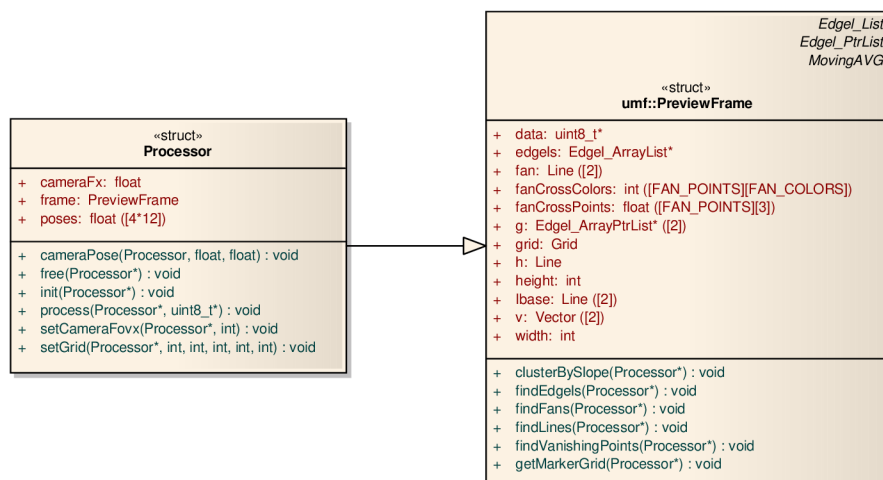 «struct»
Processor
+ cameraFx: float
+ frame: PreviewFrame
+ poses: float ([4*12])
+ cameraPose(Processor, float, float) : void
+ free(Processor*) : void
+ init(Processor*) : void
+ process(Processor*, uint8_t*) : void
+ setCameraFovx(Processor*, int) : void
+ setGrid(Processor*, int, int, int, int, int) : void
Edgel_List
Edgel_PtrList
MovingAVG
«struct»
umf::PreviewFrame
+ data: uint8_t*
+ edgels: Edgel_ArrayList*
+ fan: Line ([2])
+ fanCrossColors: int ([FAN_POINTS][FAN_COLORS])
+ fanCrossPoints: float ([FAN_POINTS][3])
+ g: Edgel_ArrayPtrList* ([2])
+ grid: Grid
+ h: Line
+ height: int
+ lbase: Line ([2])
+ v: Vector ([2])
+ width: int
+ clusterBySlope(Processor*) : void
+ findEdgels(Processor*) : void
+ findFans(Processor*) : void
+ findLines(Processor*) : void
+ findVanishingPoints(Processor*) : void
+ getMarkerGrid(Processor*) : void